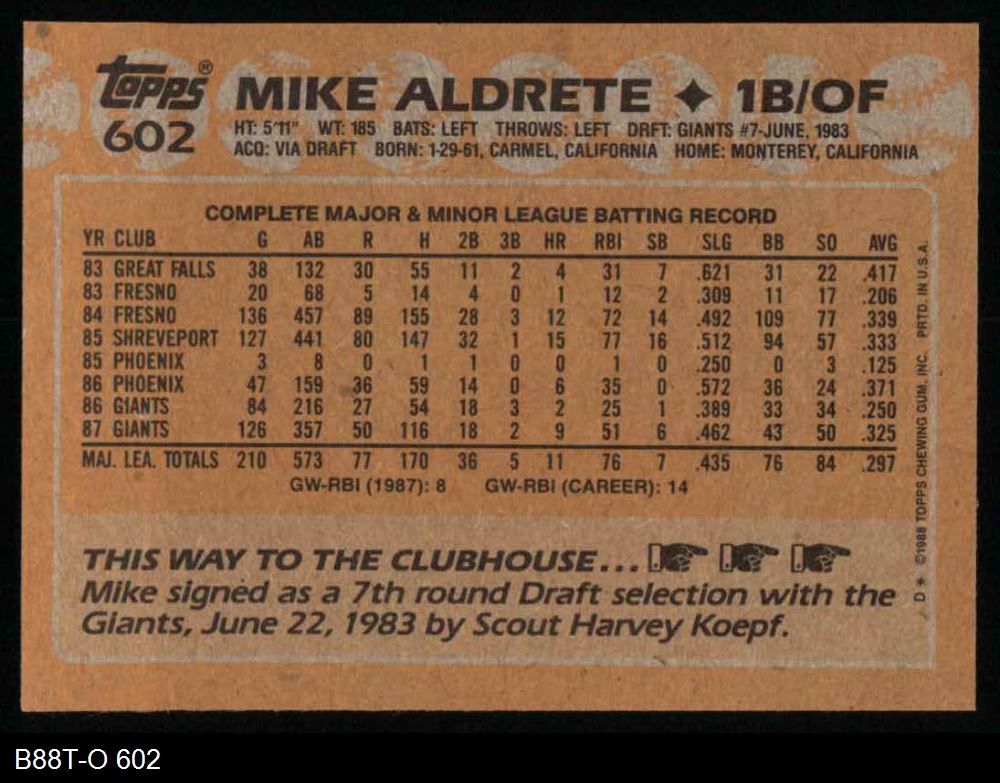 topps®
602
MIKE ALDRETE ✦ 1B/OF
HT: 5'11" WT: 185 BATS: LEFT THROWS: LEFT DRFT: GIANTS #7-JUNE, 1983
ACQ: VIA DRAFT BORN: 1-29-61, CARMEL, CALIFORNIA HOME: MONTEREY, CALIFORNIA
COMPLETE MAJOR & MINOR LEAGUE BATTING RECORD
YR CLUB G AB R H 2B 3B HR RBI SB SLG BB SO AVG
83 GREAT FALLS 38 132 30 55 11 2 4 31 7 .621 31 22 .417
83 FRESNO 20 68 5 14 4 0 1 12 2 .309 11 17 .206
84 FRESNO 136 457 89 155 28 3 12 72 14 .492 109 77 .339
85 SHREVEPORT 127 441 80 147 32 1 15 77 16 .512 94 57 .333
85 PHOENIX 3 8 0 1 1 0 0 1 0 .250 0 3 .125
86 PHOENIX 47 159 36 59 14 0 6 35 0 .572 36 24 .371
86 GIANTS 84 216 27 54 18 3 2 25 1 .389 33 34 .250
87 GIANTS 126 357 50 116 18 2 9 51 6 .462 43 50 .325
MAJ. LEA. TOTALS 210 573 77 170 36 5 11 76 7 .435 76 84 .297
GW-RBI (1987): 8 GW-RBI (CAREER): 14
THIS WAY TO THE CLUBHOUSE...
Mike signed as a 7th round Draft selection with the
Giants, June 22, 1983 by Scout Harvey Koepf.
D* ©1988 TOPPS CHEWING GUM, INC. PRTD. IN U.S.A.
B88T-O 602